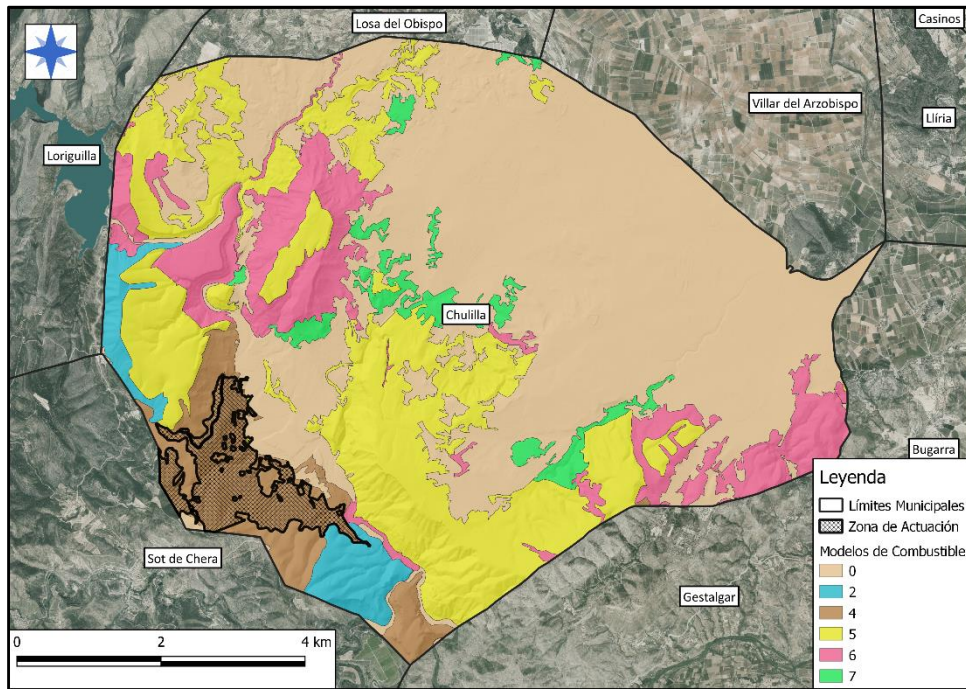 Losa del Obispo
Casinos
Villar del Arzobispo
Llíria
Loriguilla
Chulilla
Bugarra
Sot de Chera
Gestalgar
Leyenda
Límites Municipales
Zona de Actuación
Modelos de Combustible
0
2
4
5
6
7
0 2 4 km